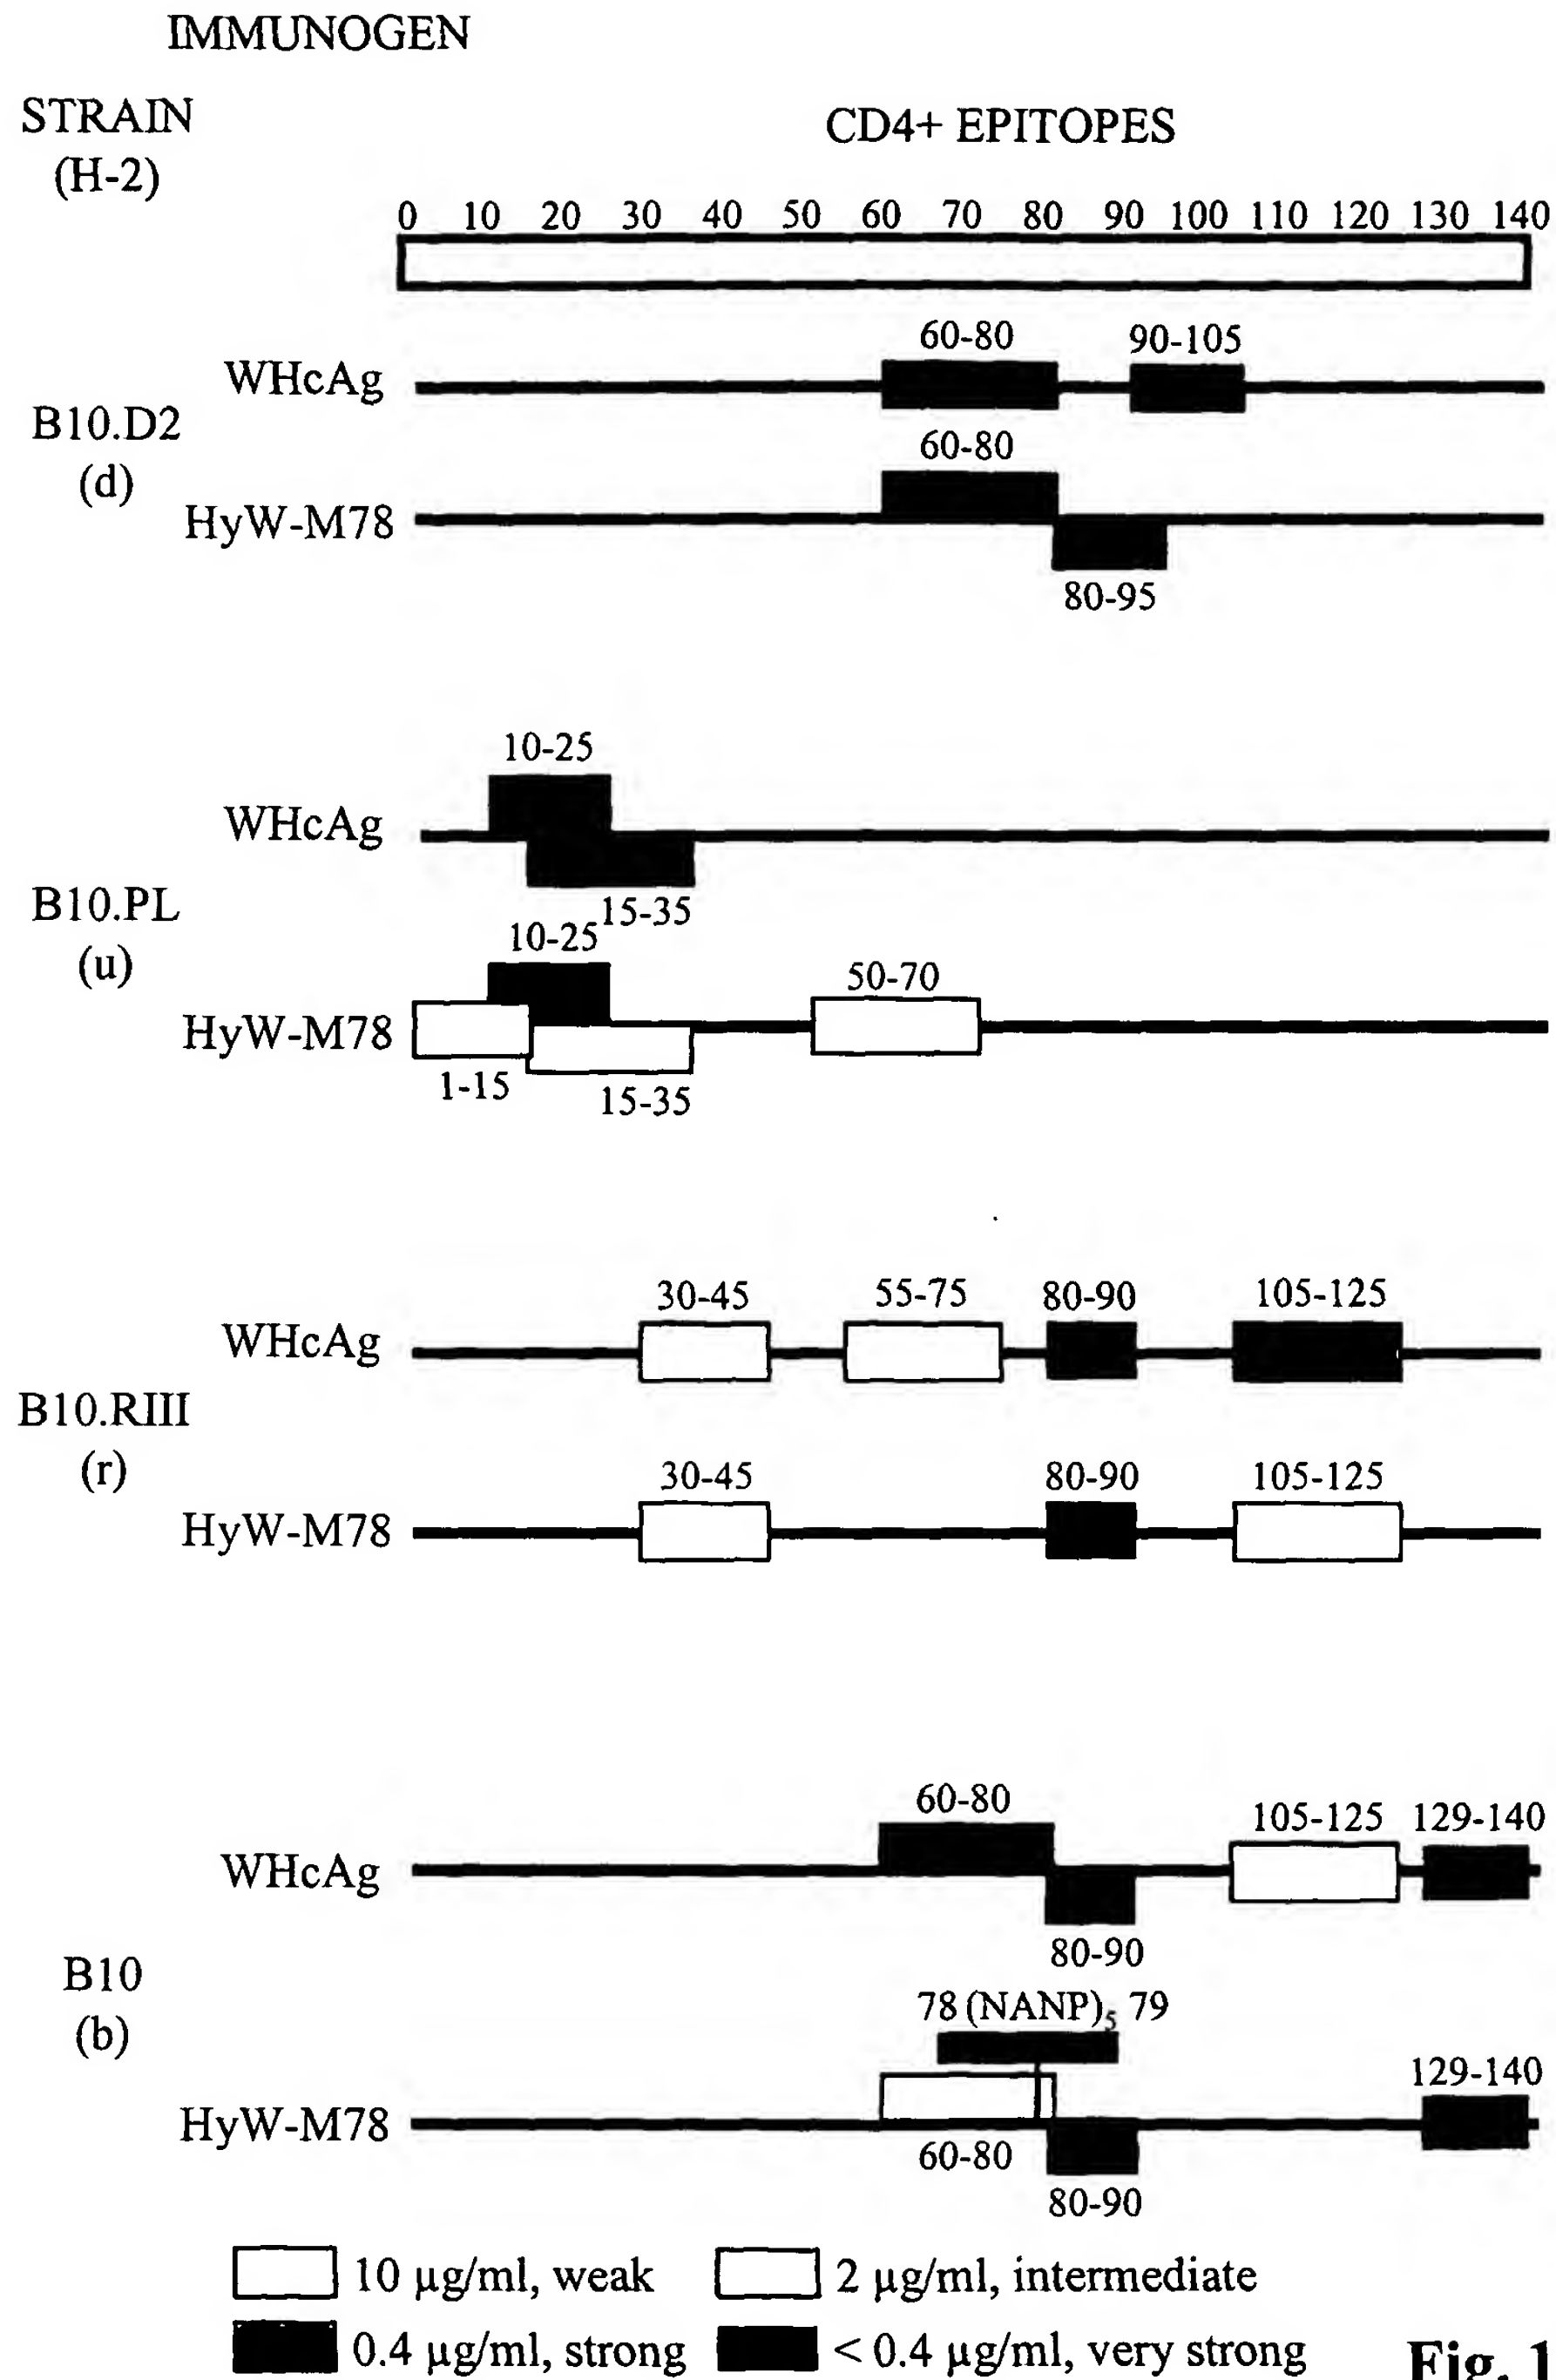 IMMUNOGEN
STRAIN
(H-2)
CD4+ EPITOPES
0 10 20 30 40 50 60 70 80 90 100 110 120 130 140
60-80 90-105
WHcAg
B10.D2
(d)
60-80
HyW-M78
80-95
10-25
WHcAg
15-35
B10.PL
(u)
10-25
50-70
HyW-M78
1-15
15-35
30-45 55-75 80-90 105-125
WHcAg
B10.RIII
(r)
30-45 80-90 105-125
HyW-M78
60-80 105-125 129-140
WHcAg
80-90
B10
(b)
78 (NANP)5 79
129-140
HyW-M78
60-80
80-90
10 µg/ml, weak 2 µg/ml, intermediate
0.4 µg/ml, strong < 0.4 µg/ml, very strong
Fig. 1